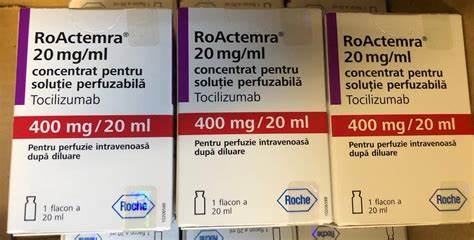 RoActemra®
20 mg/ml
concentrat pentru
soluție perfuzabilă
Tocilizumab
400 mg/20 ml
Pentru perfuzie intravenoasă
după diluare
1 flacon a
20 ml
Roche
RoActemra®
20 mg/ml
concentrat pentru
soluție perfuzabilă
Tocilizumab
400 mg/20 ml
Pentru perfuzie intravenoasă
după diluare
1 flacon a
20 ml
Roche
RoActemra®
20 mg/ml
concentrat pentru
soluție perfuzabilă
Tocilizumab
400 mg/20 ml
Pentru perfuzie intravenoasă
după diluare
1 flacon a
20 ml
Roche